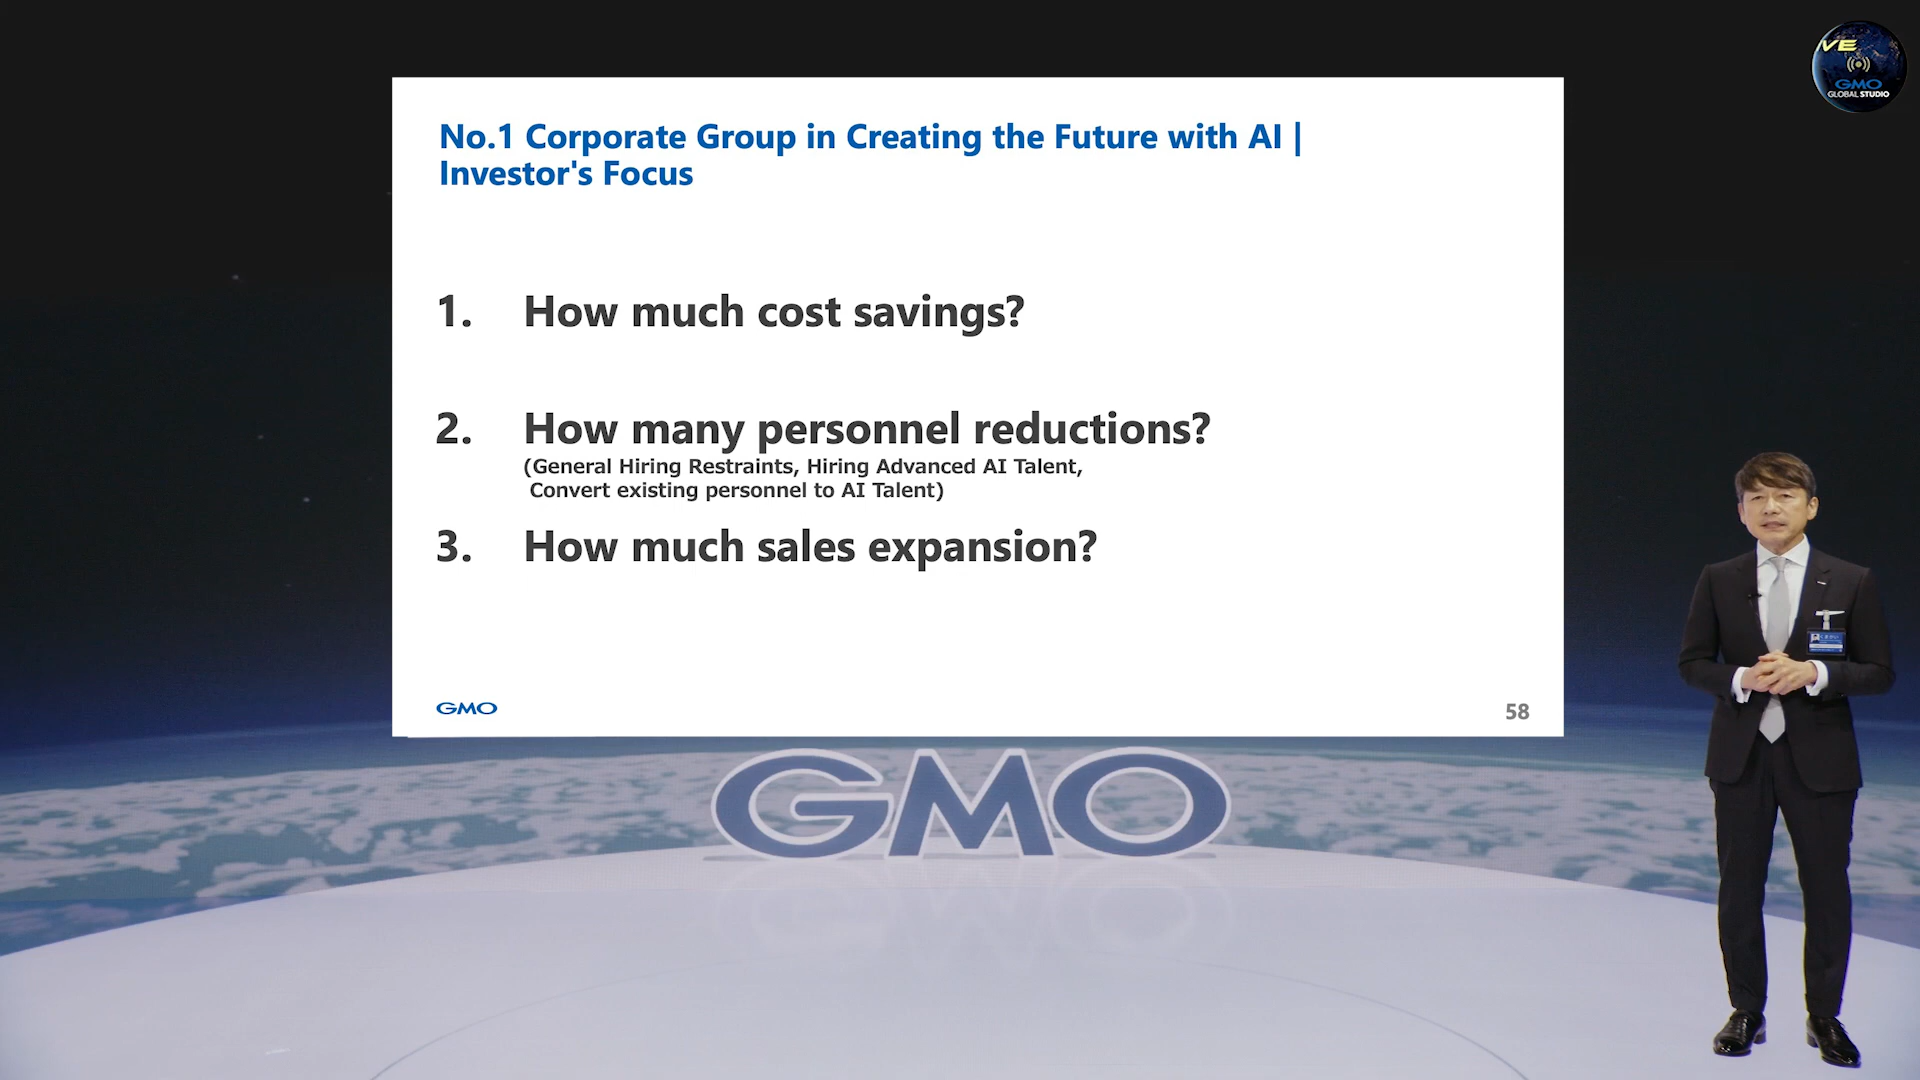 VE
GMO
GLOBAL STUDIO
No.1 Corporate Group in Creating the Future with AI |
Investor's Focus
1. How much cost savings?
2. How many personnel reductions?
(General Hiring Restraints, Hiring Advanced AI Talent,
Convert existing personnel to AI Talent)
3. How much sales expansion?
GMO
58
GMO